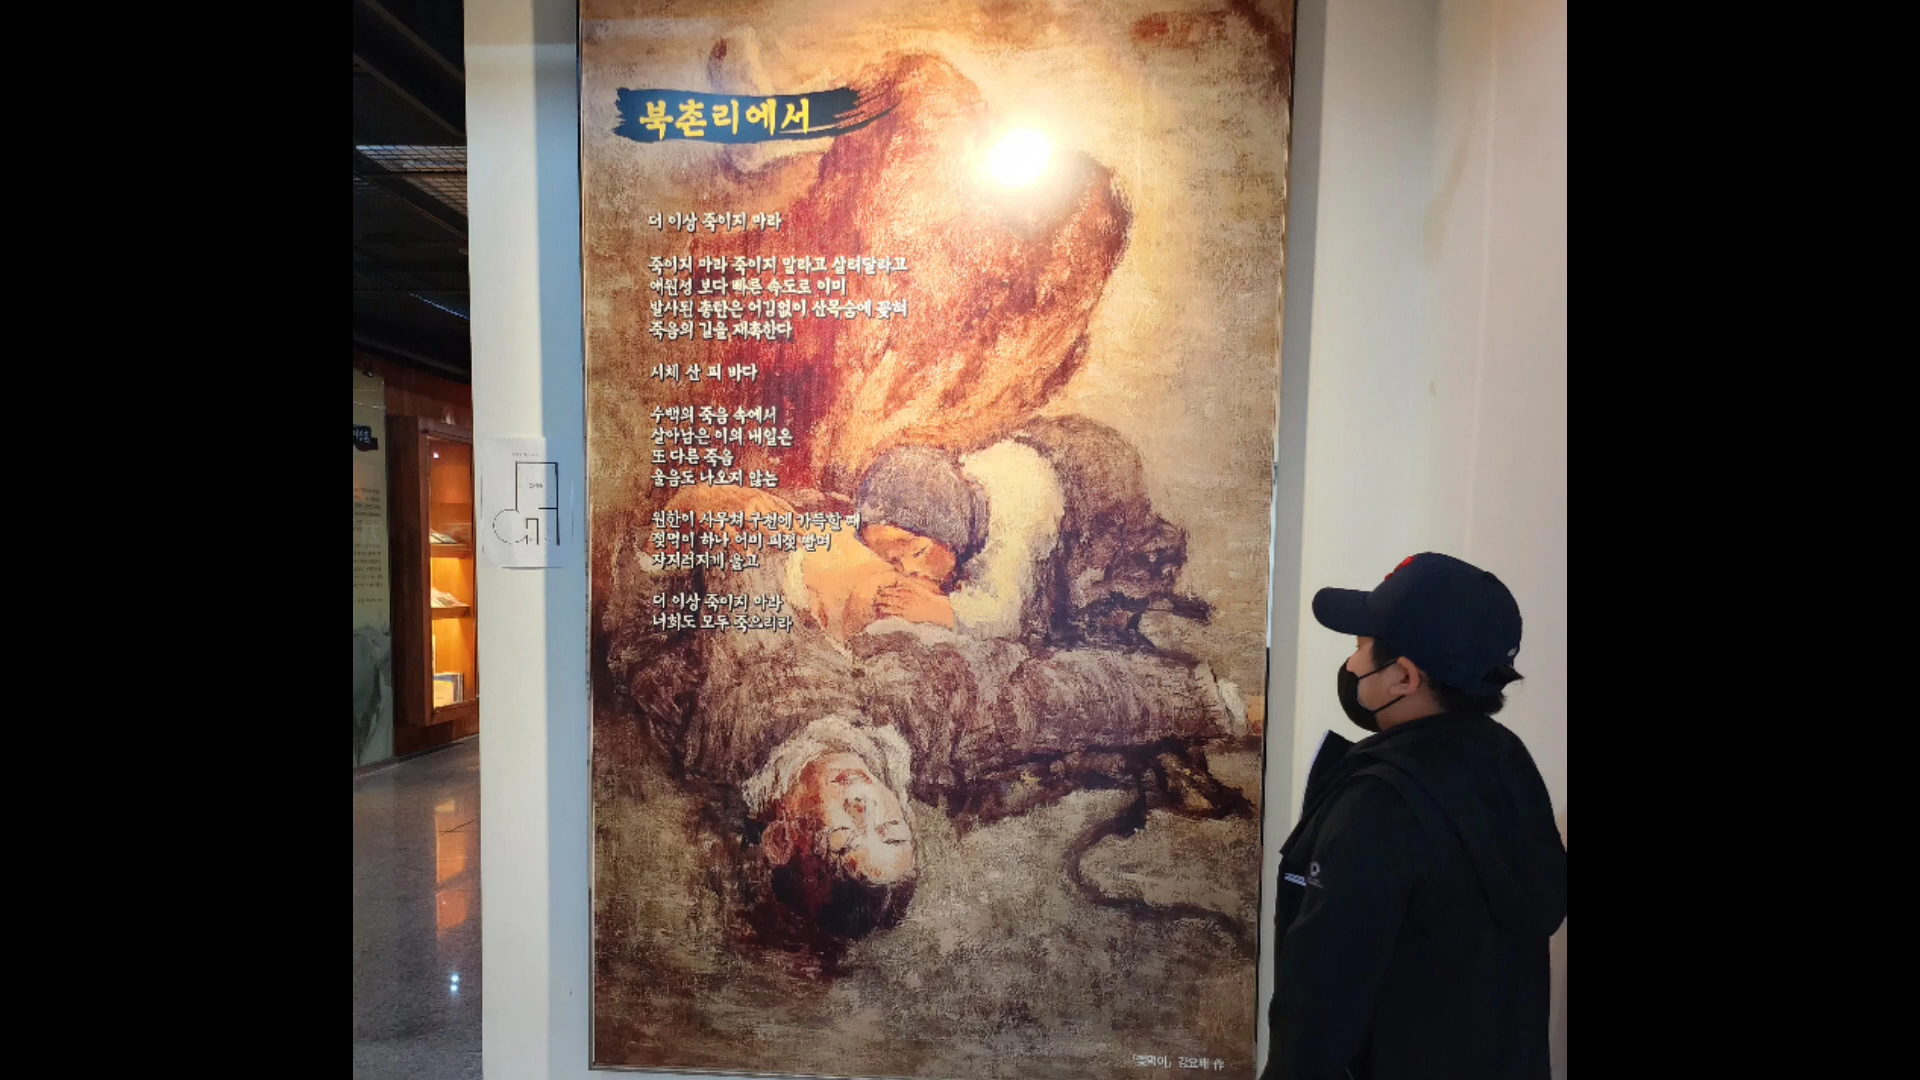 북촌리에서
더 이상 죽이지 마라
죽이지 마라 죽이지 말라고 살려달라고
애원성 보다 빠른 속도로 이미
발사된 총탄은 어김없이 산목숨에 꽂혀
죽음의 길을 재촉한다
시체 산 피 바다
수백의 죽음 속에서
살아남은 이의 내일은
또 다른 죽음
울음도 나오지 않는
원한이 사무쳐 구천에 가득할 때
젖먹이 하나 어미 피젖 빨며
자지러지게 울고
더 이상 죽이지 마라
너희도 모두 죽으리라
「젖먹이」 강요배 作